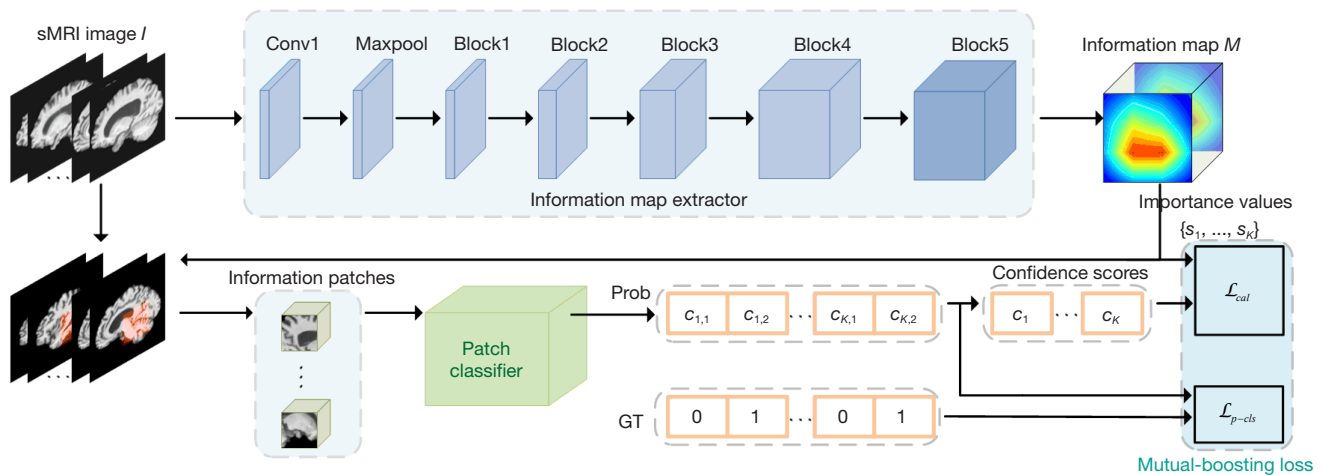 sMRI image I
Conv1
Maxpool
Block1
Block2
Block3
Block4
Block5
Information map M
Information map extractor
Importance values
{s1, ..., sK}
Information patches
Patch
classifier
Prob
c1,1 c1,2 ... cK,1 cK,2
Confidence scores
c1 ... cK
ℒcal
GT
0 1 ... 0 1
ℒp−cls
Mutual-boosting loss